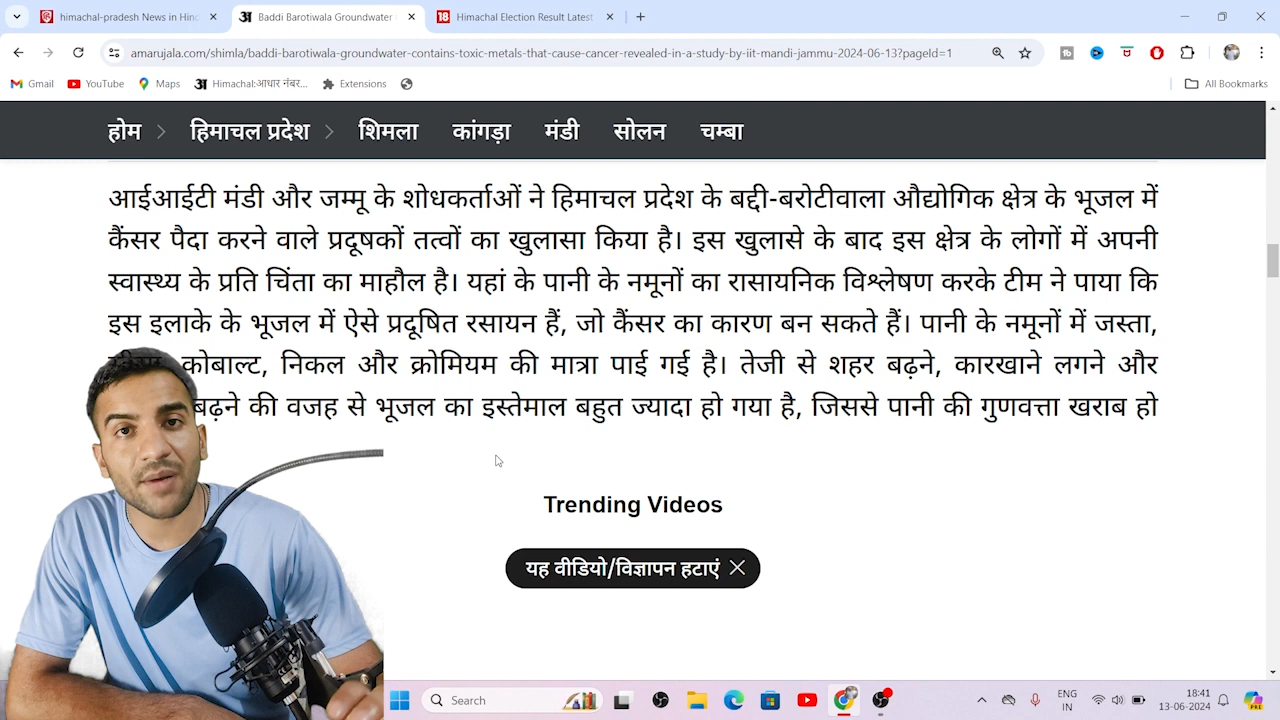 himachal-pradesh News in Hin
Baddi Barotiwala Groundwater
18 Himachal Election Result Latest
amarujala.com/shimla/baddi-barotiwala-groundwater-contains-toxic-metals-that-cause-cancer-revealed-in-a-study-by-iit-mandi-jammu-2024-06-13?pageId=1
Gmail YouTube Maps Himachal:आधार नंबर... Extensions All Bookmarks
होम हिमाचल प्रदेश शिमला कांगड़ा मंडी सोलन चम्बा
आईआईटी मंडी और जम्मू के शोधकर्ताओं ने हिमाचल प्रदेश के बद्दी-बरोटीवाला औद्योगिक क्षेत्र के भूजल में
कैंसर पैदा करने वाले प्रदूषकों तत्वों का खुलासा किया है। इस खुलासे के बाद इस क्षेत्र के लोगों में अपनी
स्वास्थ्य के प्रति चिंता का माहौल है। यहां के पानी के नमूनों का रासायनिक विश्लेषण करके टीम ने पाया कि
इस इलाके के भूजल में ऐसे प्रदूषित रसायन हैं, जो कैंसर का कारण बन सकते हैं। पानी के नमूनों में जस्ता,
कोबाल्ट, निकल और क्रोमियम की मात्रा पाई गई है। तेजी से शहर बढ़ने, कारखाने लगने और
बढ़ने की वजह से भूजल का इस्तेमाल बहुत ज्यादा हो गया है, जिससे पानी की गुणवत्ता खराब हो
Trending Videos
यह वीडियो/विज्ञापन हटाएं
Search
ENG
IN
18:41
13-06-2024